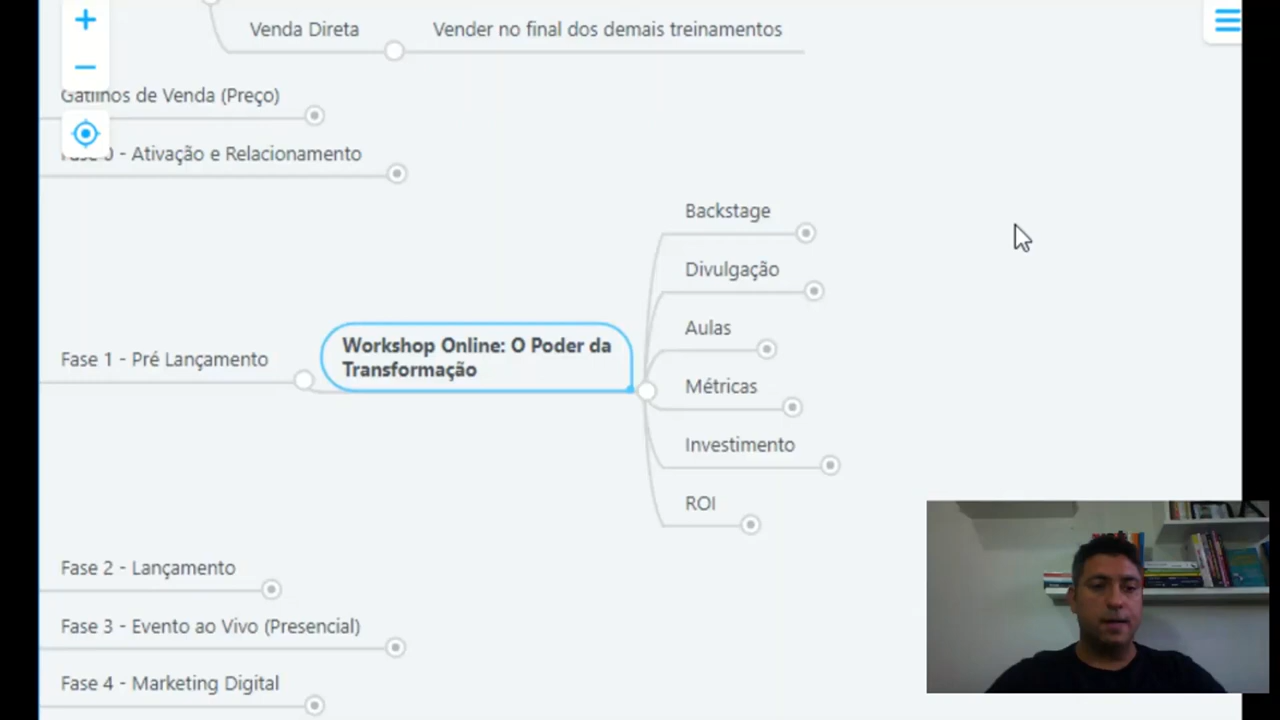 Venda Direta
Vender no final dos demais treinamentos
Gatilhos de Venda (Preço)
Fase 0 - Ativação e Relacionamento
Backstage
Divulgação
Aulas
Fase 1 - Pré Lançamento
Workshop Online: O Poder da
Transformação
Métricas
Investimento
ROI
Fase 2 - Lançamento
Fase 3 - Evento ao Vivo (Presencial)
Fase 4 - Marketing Digital